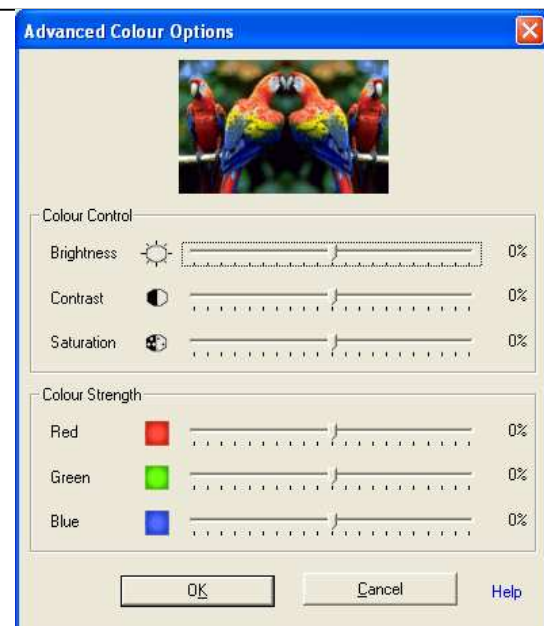 Advanced Colour Options
Colour Control
Brightness 0%
Contrast 0%
Saturation 0%
Colour Strength
Red 0%
Green 0%
Blue 0%
OK Cancel Help